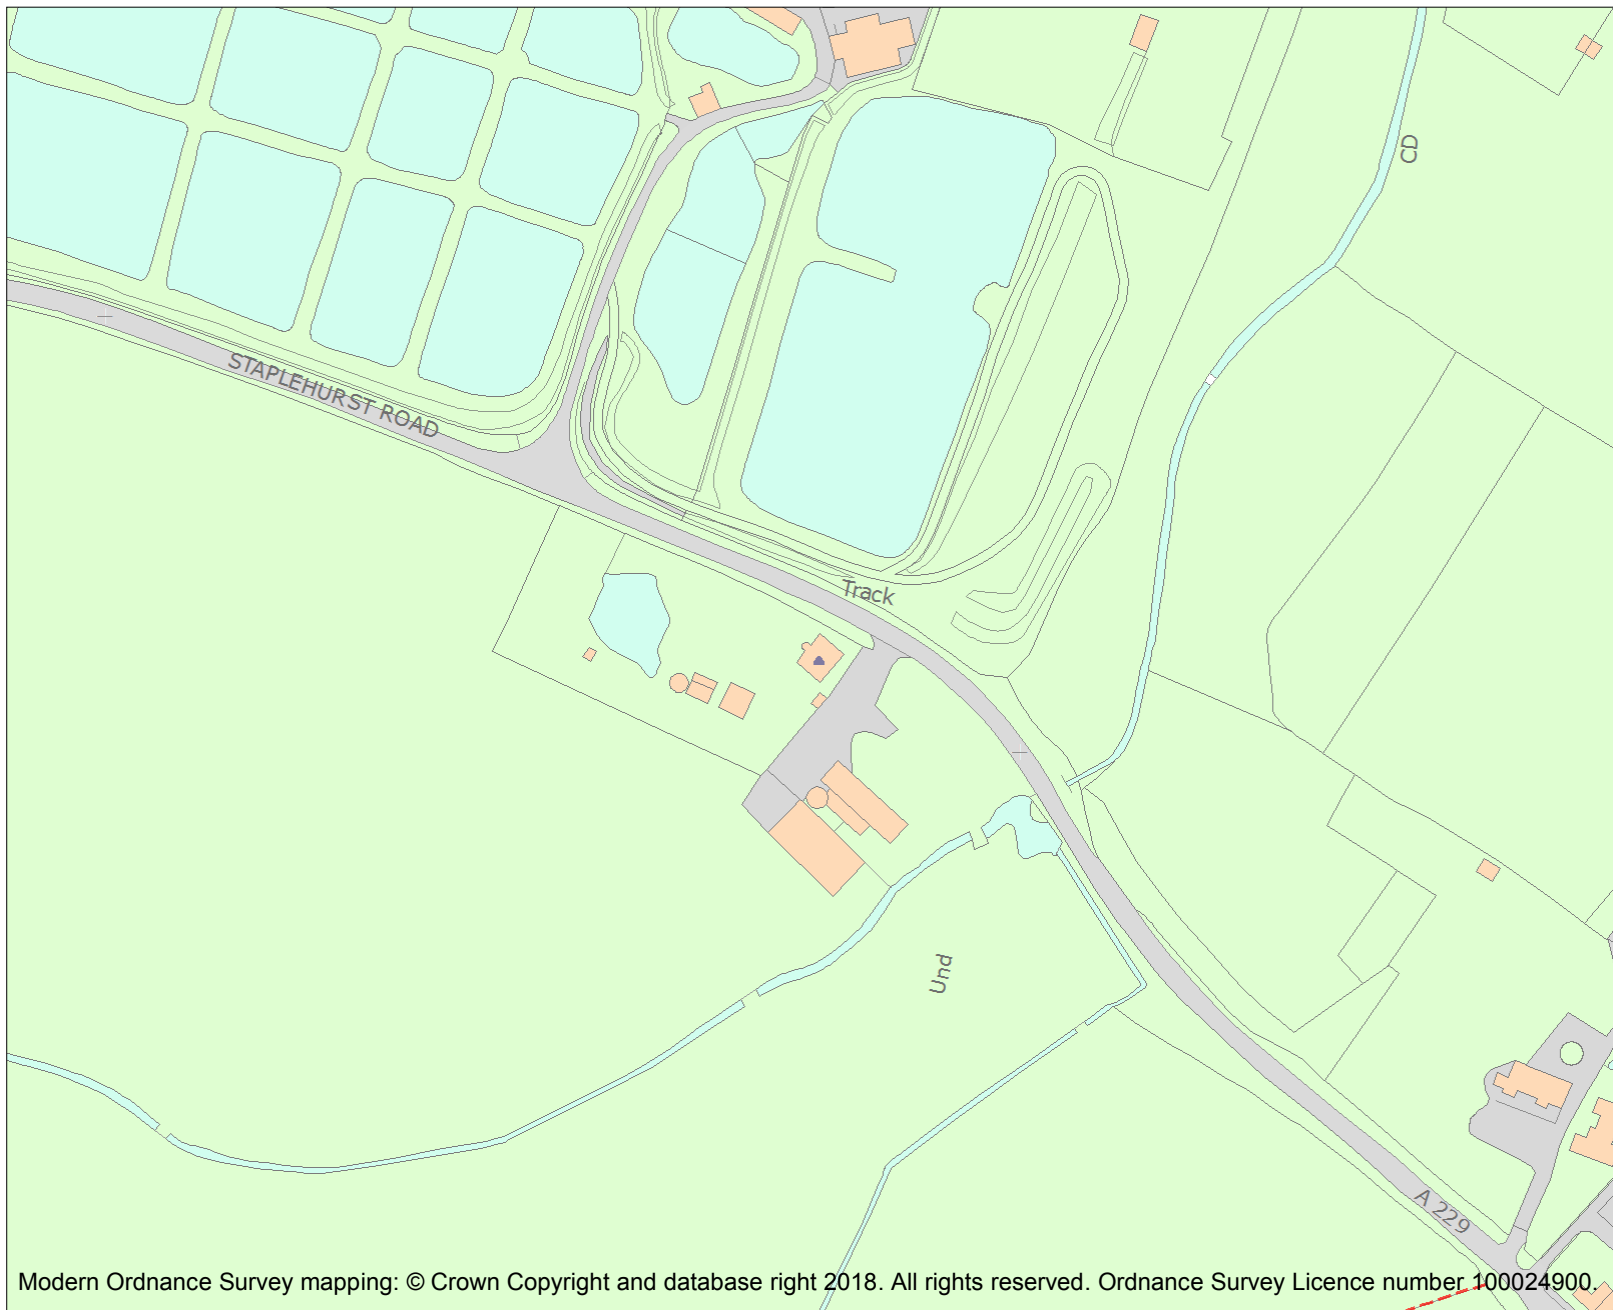 CD
STAPLEHURST ROAD
Track
Und
A 229
Modern Ordnance Survey mapping: © Crown Copyright and database right 2018. All rights reserved. Ordnance Survey Licence number 100024900.